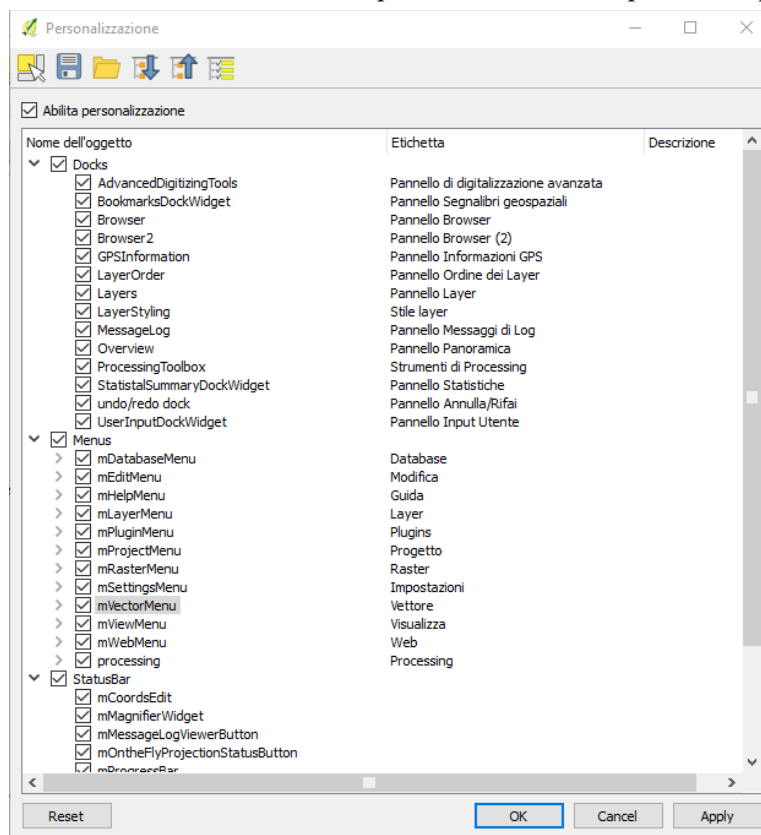 Personalizzazione
Abilita personalizzazione
Nome dell'oggetto Etichetta Descrizione
Docks
AdvancedDigitizingTools Pannello di digitalizzazione avanzata
BookmarksDockWidget Pannello Segnalibri geospaziali
Browser Pannello Browser
Browser2 Pannello Browser (2)
GPSInformation Pannello Informazioni GPS
LayerOrder Pannello Ordine dei Layer
Layers Pannello Layer
LayerStyling Stile layer
MessageLog Pannello Messaggi di Log
Overview Pannello Panoramica
ProcessingToolbox Strumenti di Processing
StatistalSummaryDockWidget Pannello Statistiche
undo/redo dock Pannello Annulla/Rifai
UserInputDockWidget Pannello Input Utente
Menus
mDatabaseMenu Database
mEditMenu Modifica
mHelpMenu Guida
mLayerMenu Layer
mPluginMenu Plugins
mProjectMenu Progetto
mRasterMenu Raster
mSettingsMenu Impostazioni
mVectorMenu Vettore
mViewMenu Visualizza
mWebMenu Web
processing Processing
StatusBar
mCoordsEdit
mMagnifierWidget
mMessageLogViewerButton
mOntheFlyProjectionStatusButton
mProgressBar
Reset OK Cancel Apply